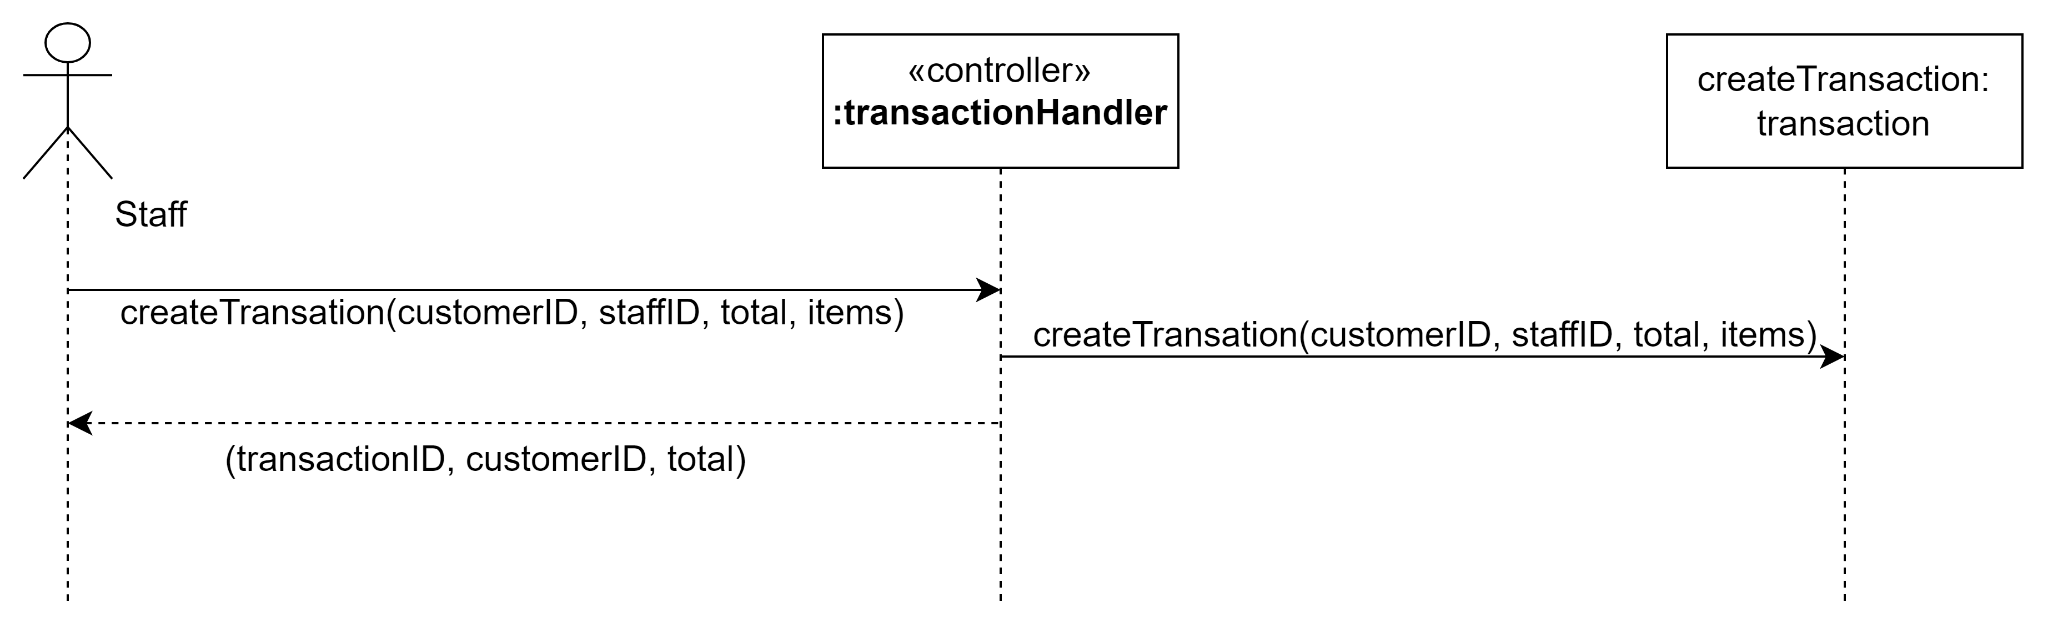 «controller»
:transactionHandler
createTransaction:
transaction
Staff
createTransation(customerID, staffID, total, items)
createTransation(customerID, staffID, total, items)
(transactionID, customerID, total)